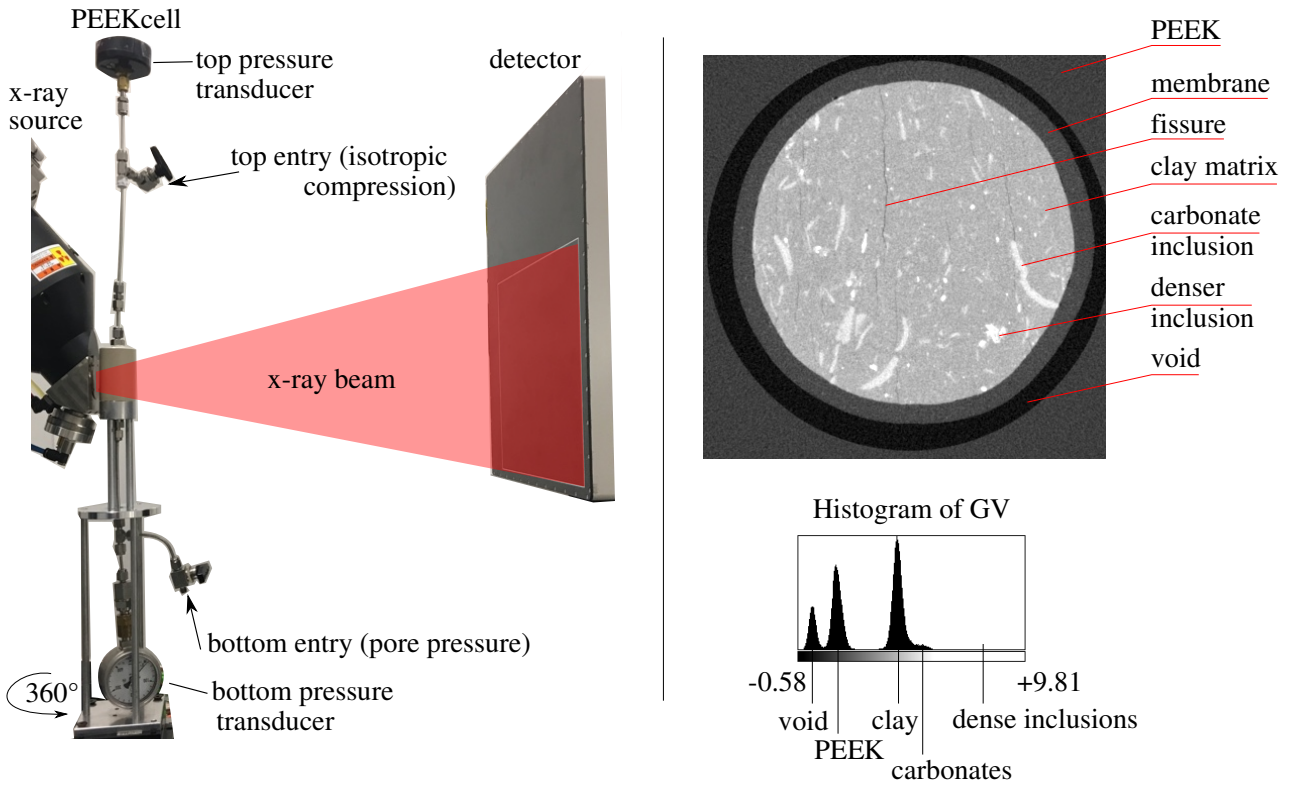 PEEKcell
top pressure
transducer
detector
x-ray
source
top entry (isotropic
compression)
x-ray beam
bottom entry (pore pressure)
360°
bottom pressure
transducer
PEEK
membrane
fissure
clay matrix
carbonate
inclusion
denser
inclusion
void
Histogram of GV
-0.58
+9.81
void
clay
dense inclusions
PEEK
carbonates